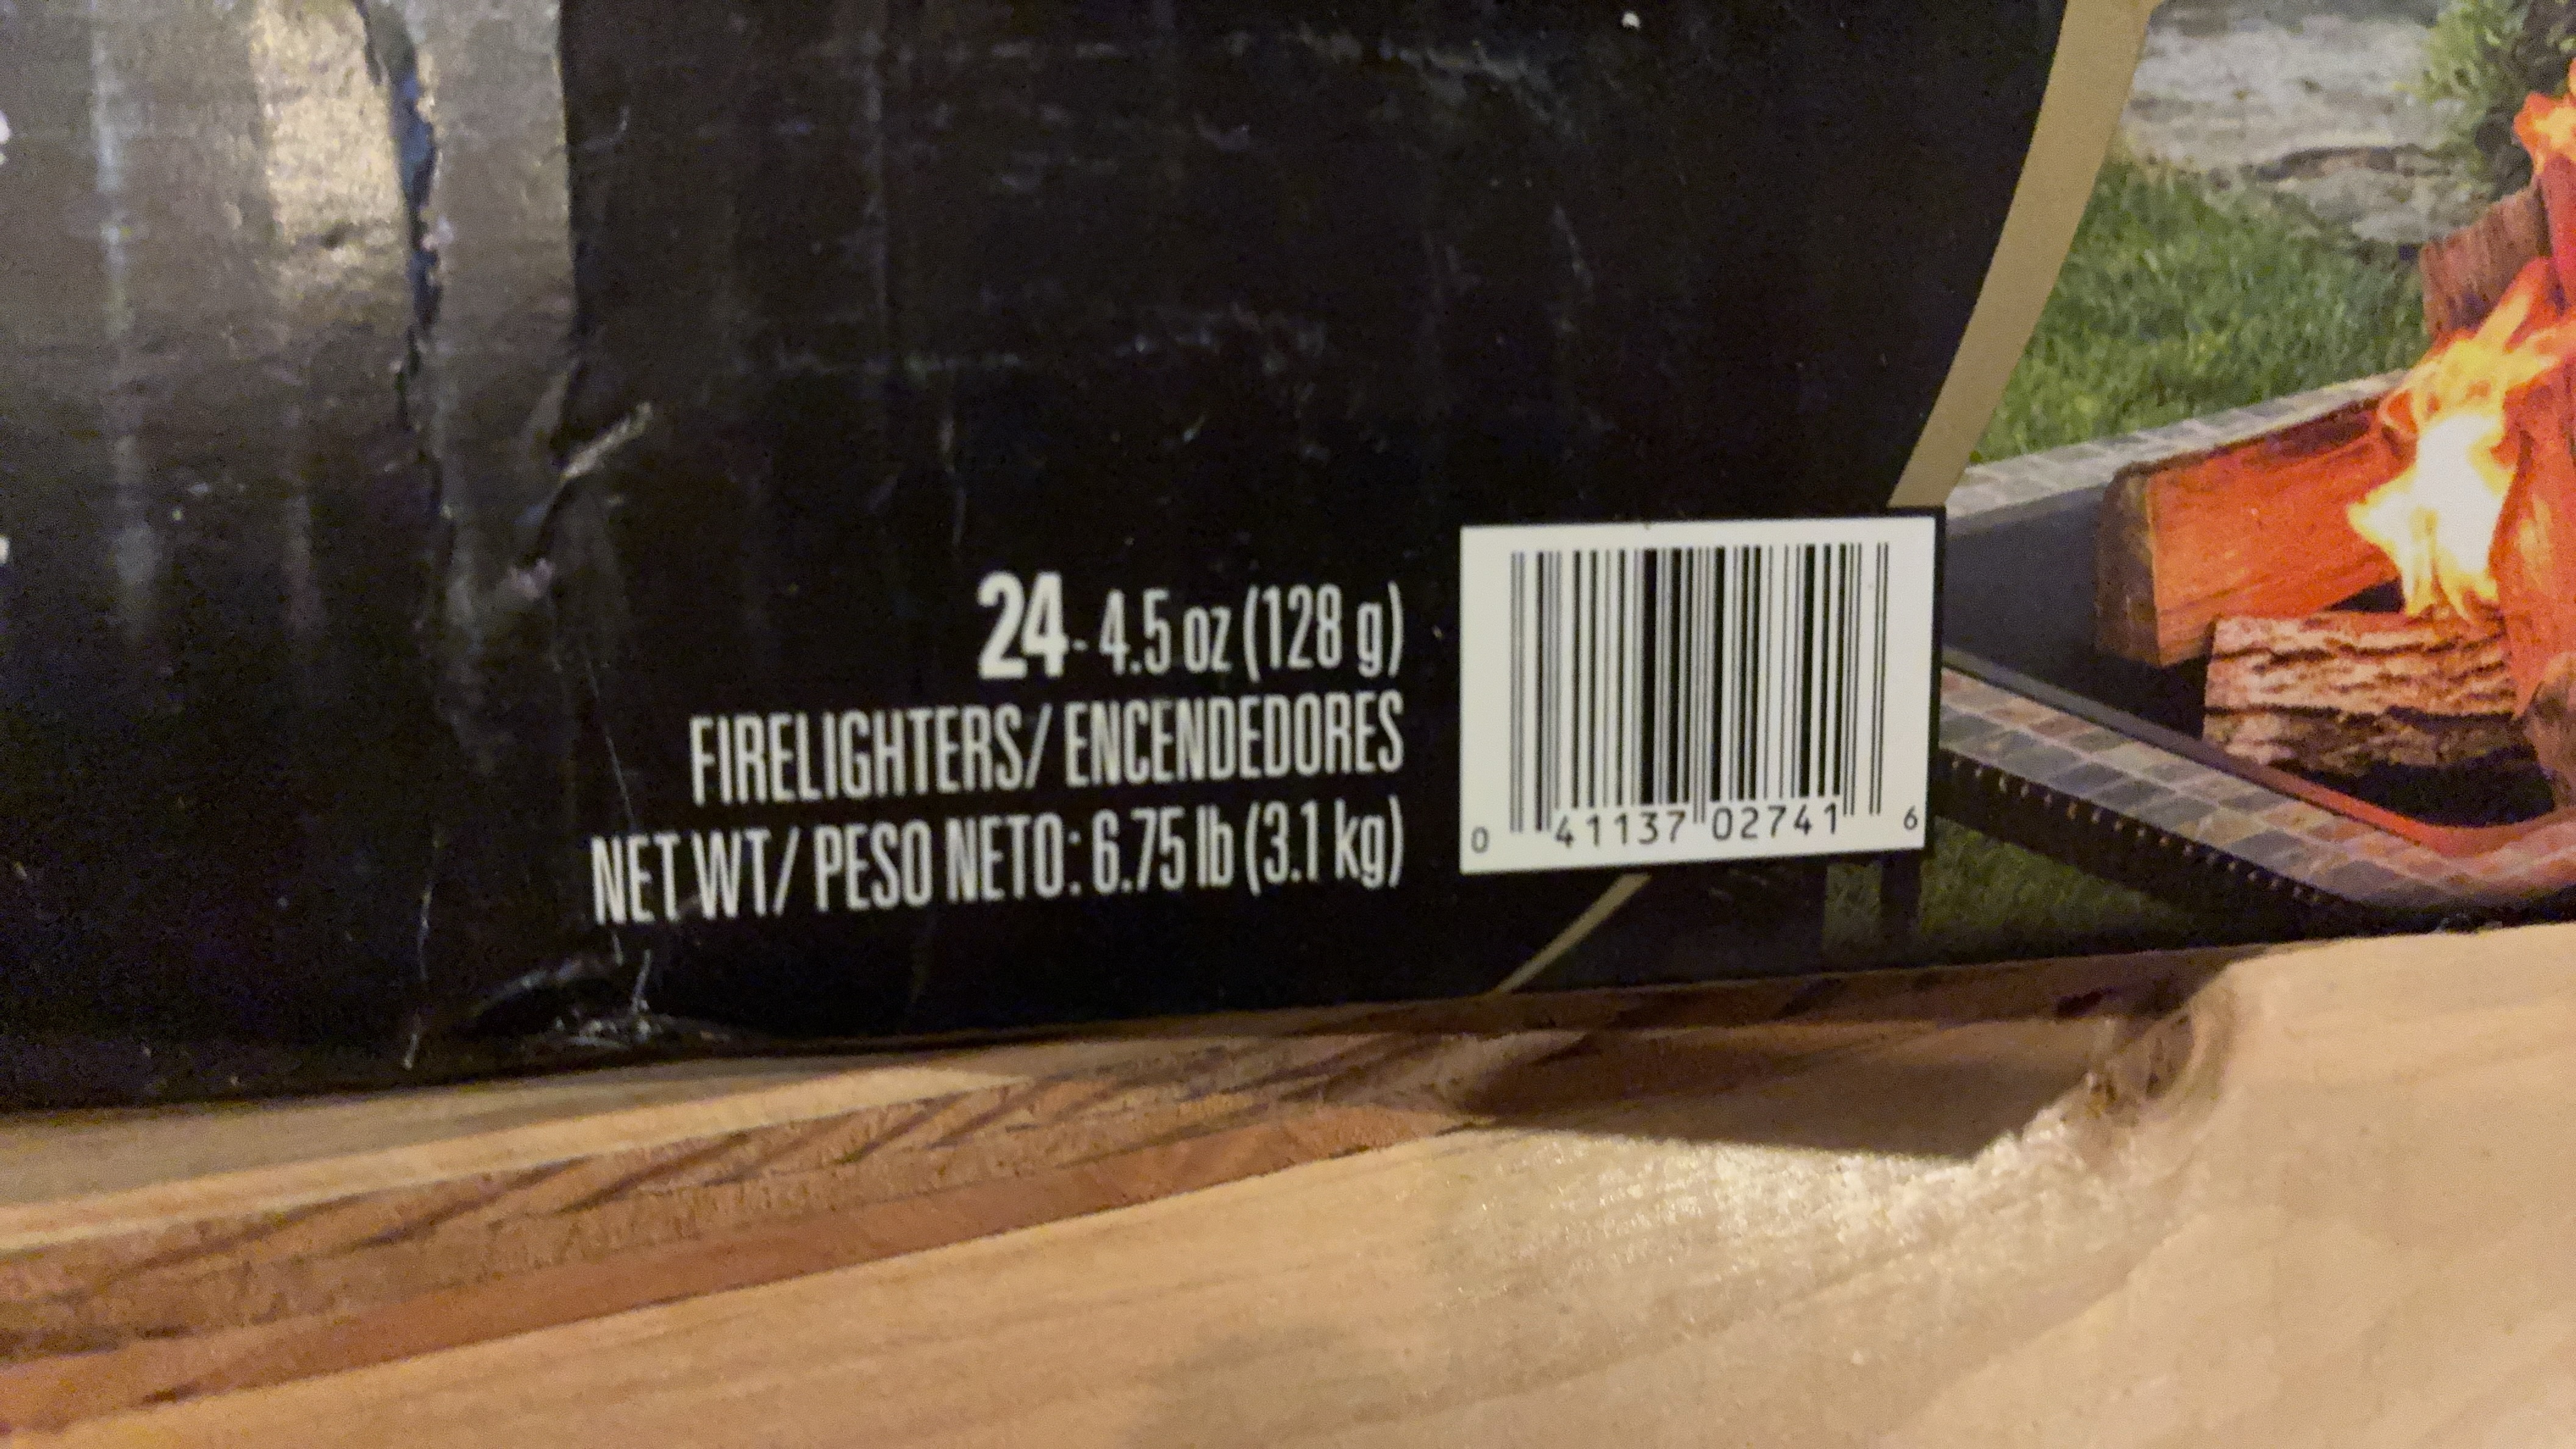 24 - 4.5 oz (128 g)
FIRELIGHTERS/ ENCENDEDORES
NET WT/ PESO NETO: 6.75 lb (3.1 kg)
0 41137 02741 6